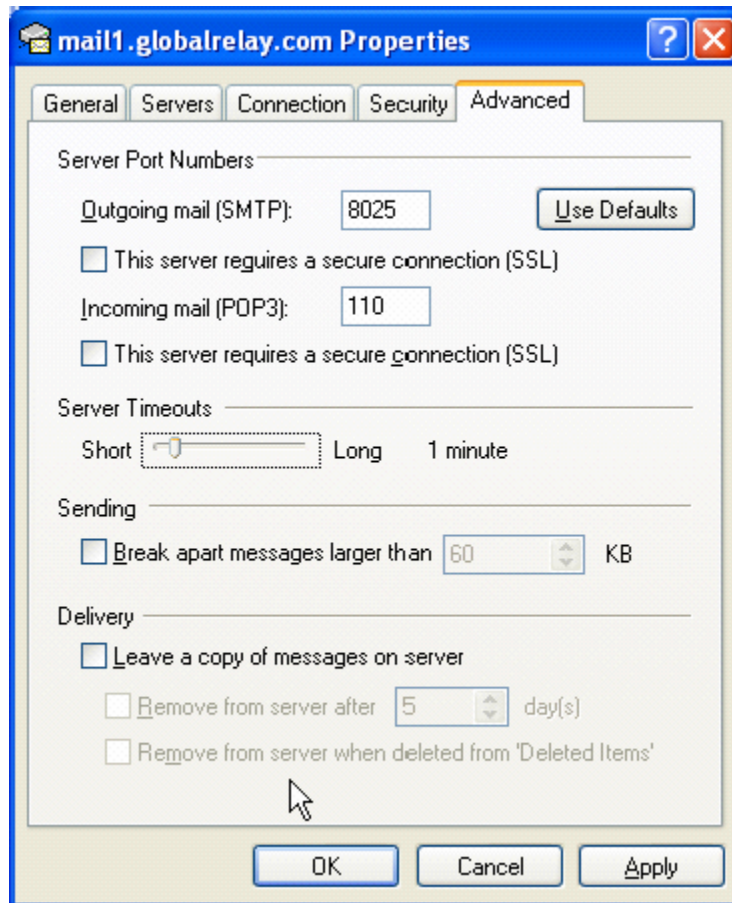 mail1.globalrelay.com Properties
General Servers Connection Security Advanced
Server Port Numbers
Outgoing mail (SMTP): 8025 Use Defaults
This server requires a secure connection (SSL)
Incoming mail (POP3): 110
This server requires a secure connection (SSL)
Server Timeouts
Short Long 1 minute
Sending
Break apart messages larger than 60 KB
Delivery
Leave a copy of messages on server
Remove from server after 5 day(s)
Remove from server when deleted from 'Deleted Items'
OK Cancel Apply